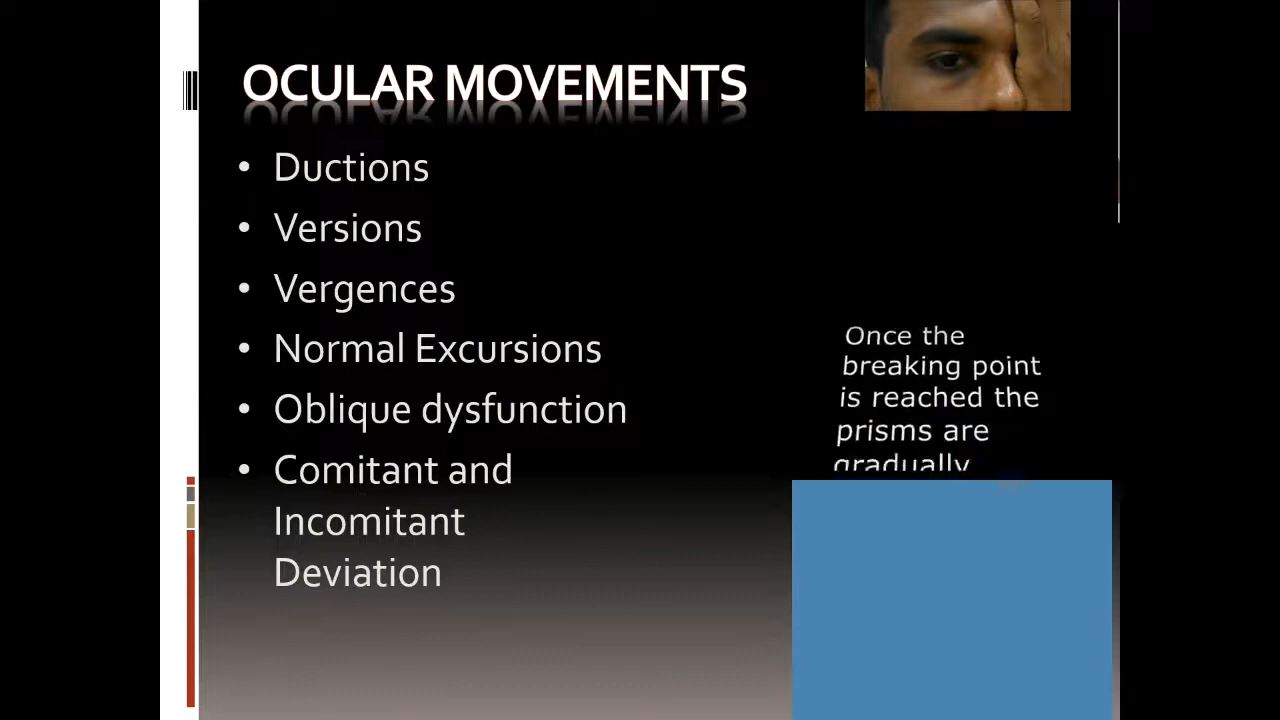 OCULAR MOVEMENTS
• Ductions
• Versions
• Vergences
• Normal Excursions
• Oblique dysfunction
• Comitant and
Incomitant
Deviation
Once the
breaking point
is reached the
prisms are
gradually